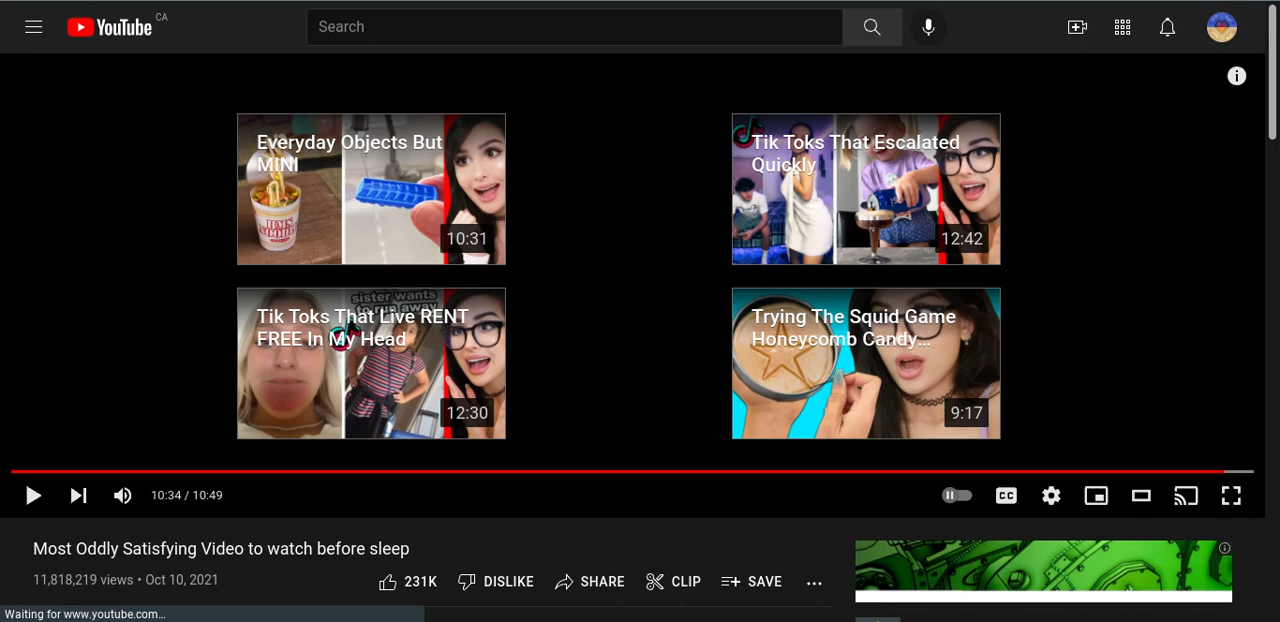 YouTube CA
Search
Everyday Objects But
MINI
10:31
Tik Toks That Escalated
Quickly
12:42
sister wants
Tik Toks That Live RENT
FREE In My Head
12:30
Trying The Squid Game
Honeycomb Candy...
9:17
10:34 / 10:49
CC
Most Oddly Satisfying Video to watch before sleep
11,818,219 views • Oct 10, 2021
231K
DISLIKE
SHARE
CLIP
SAVE
Waiting for www.youtube.com...